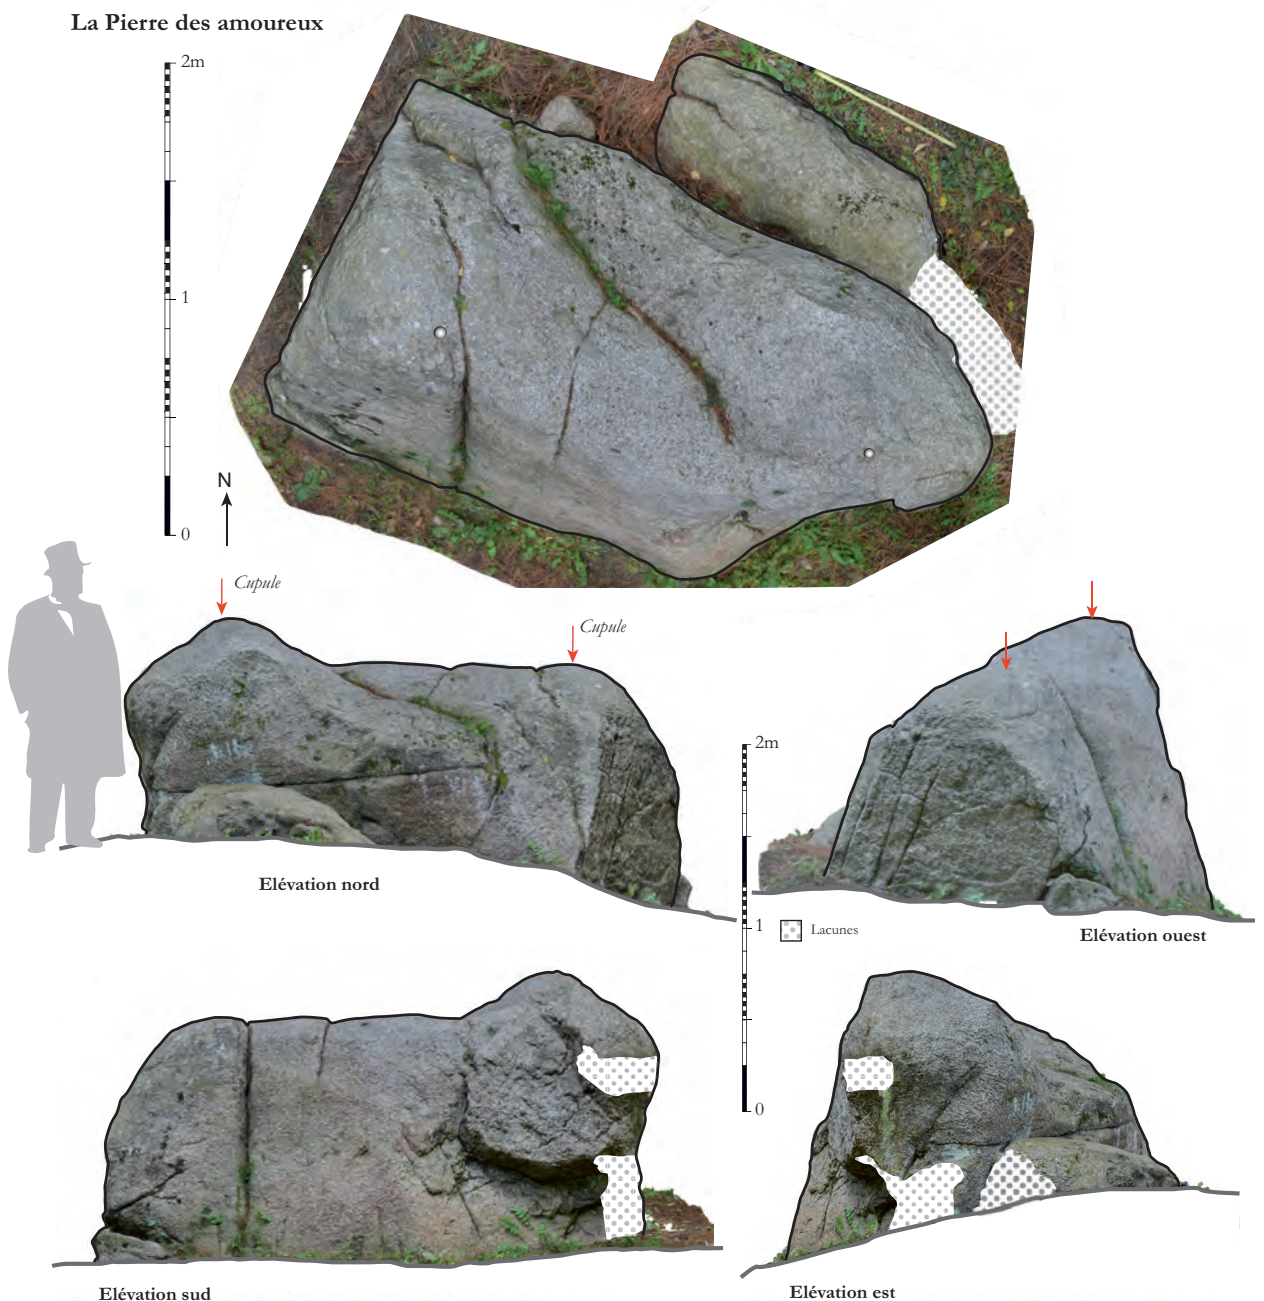 La Pierre des amoureux
2m
1
0
N
Cupule
Cupule
Elévation nord
2m
1
Lacunes
Elévation ouest
0
Elévation sud
Elévation est